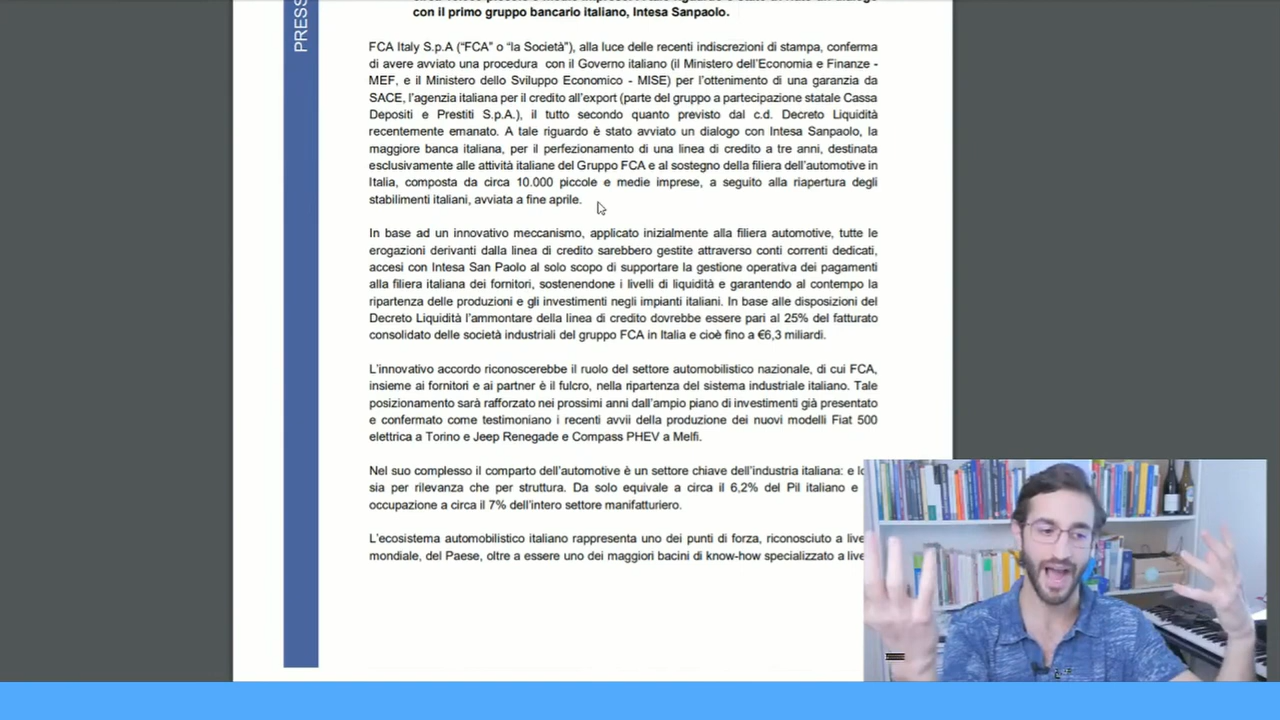 PRESS
con il primo gruppo bancario italiano, Intesa Sanpaolo.
FCA Italy S.p.A (“FCA” o “la Società”), alla luce delle recenti indiscrezioni di stampa, conferma
di avere avviato una procedura con il Governo italiano (il Ministero dell’Economia e Finanze -
MEF, e il Ministero dello Sviluppo Economico - MISE) per l’ottenimento di una garanzia da
SACE, l’agenzia italiana per il credito all’export (parte del gruppo a partecipazione statale Cassa
Depositi e Prestiti S.p.A.), il tutto secondo quanto previsto dal c.d. Decreto Liquidità
recentemente emanato. A tale riguardo è stato avviato un dialogo con Intesa Sanpaolo, la
maggiore banca italiana, per il perfezionamento di una linea di credito a tre anni, destinata
esclusivamente alle attività italiane del Gruppo FCA e al sostegno della filiera dell’automotive in
Italia, composta da circa 10.000 piccole e medie imprese, a seguito alla riapertura degli
stabilimenti italiani, avviata a fine aprile.
In base ad un innovativo meccanismo, applicato inizialmente alla filiera automotive, tutte le
erogazioni derivanti dalla linea di credito sarebbero gestite attraverso conti correnti dedicati,
accesi con Intesa San Paolo al solo scopo di supportare la gestione operativa dei pagamenti
alla filiera italiana dei fornitori, sostenendone i livelli di liquidità e garantendo al contempo la
ripartenza delle produzioni e gli investimenti negli impianti italiani. In base alle disposizioni del
Decreto Liquidità l’ammontare della linea di credito dovrebbe essere pari al 25% del fatturato
consolidato delle società industriali del gruppo FCA in Italia e cioè fino a €6,3 miliardi.
L’innovativo accordo riconoscerebbe il ruolo del settore automobilistico nazionale, di cui FCA,
insieme ai fornitori e ai partner è il fulcro, nella ripartenza del sistema industriale italiano. Tale
posizionamento sarà rafforzato nei prossimi anni dall’ampio piano di investimenti già presentato
e confermato come testimoniano i recenti avvii della produzione dei nuovi modelli Fiat 500
elettrica a Torino e Jeep Renegade e Compass PHEV a Melfi.
Nel suo complesso il comparto dell’automotive è un settore chiave dell’industria italiana: e lo
sia per rilevanza che per struttura. Da solo equivale a circa il 6,2% del Pil italiano e
occupazione a circa il 7% dell’intero settore manifatturiero.
L’ecosistema automobilistico italiano rappresenta uno dei punti di forza, riconosciuto a live
mondiale, del Paese, oltre a essere uno dei maggiori bacini di know-how specializzato a live